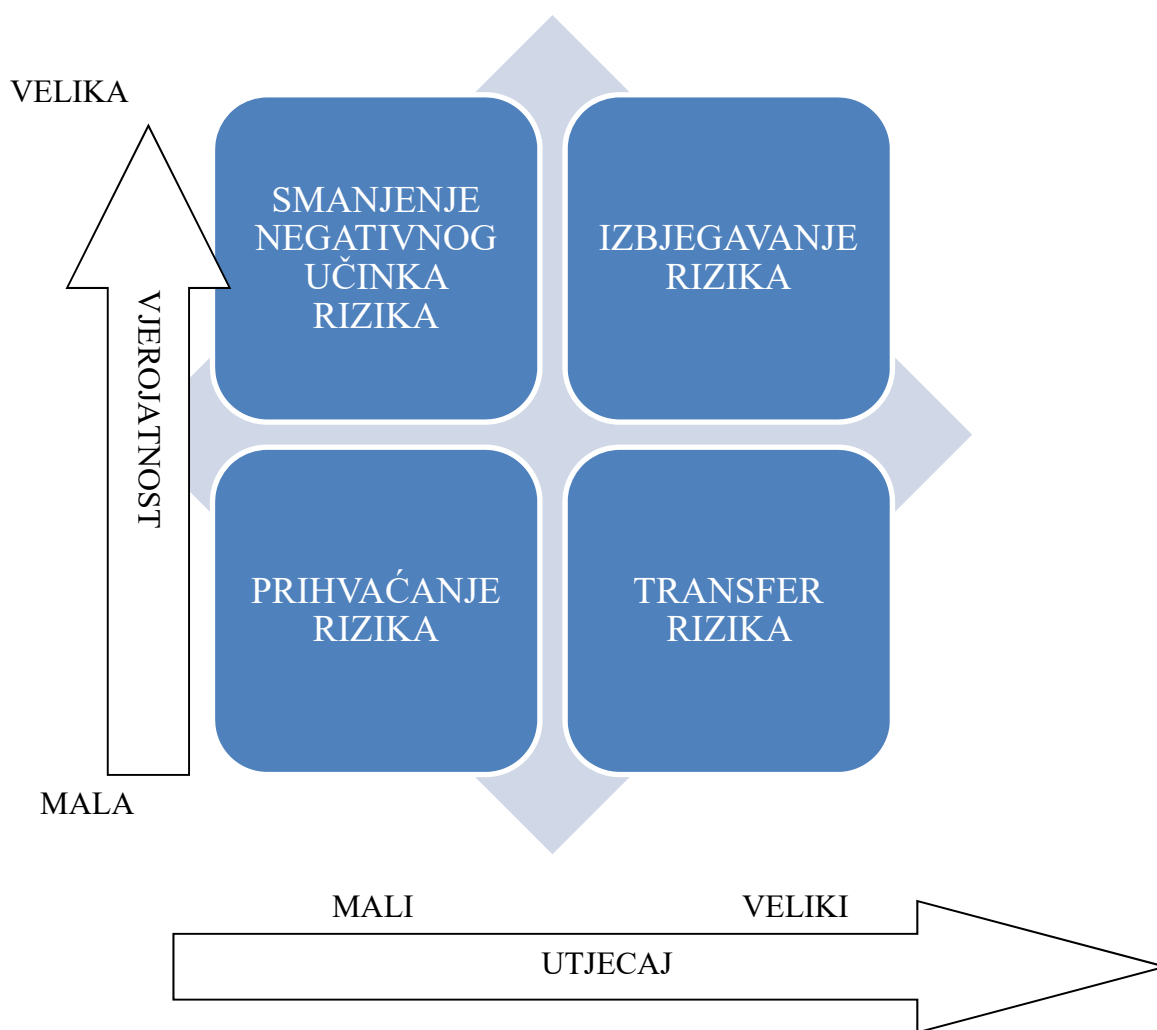 VELIKA
SMANJENJE
NEGATIVNOG
UČINKA
RIZIKA
IZBJEGAVANJE
RIZIKA
VJEROJATNOST
PRIHVAĆANJE
RIZIKA
TRANSFER
RIZIKA
MALA
MALI
VELIKI
UTJECAJ